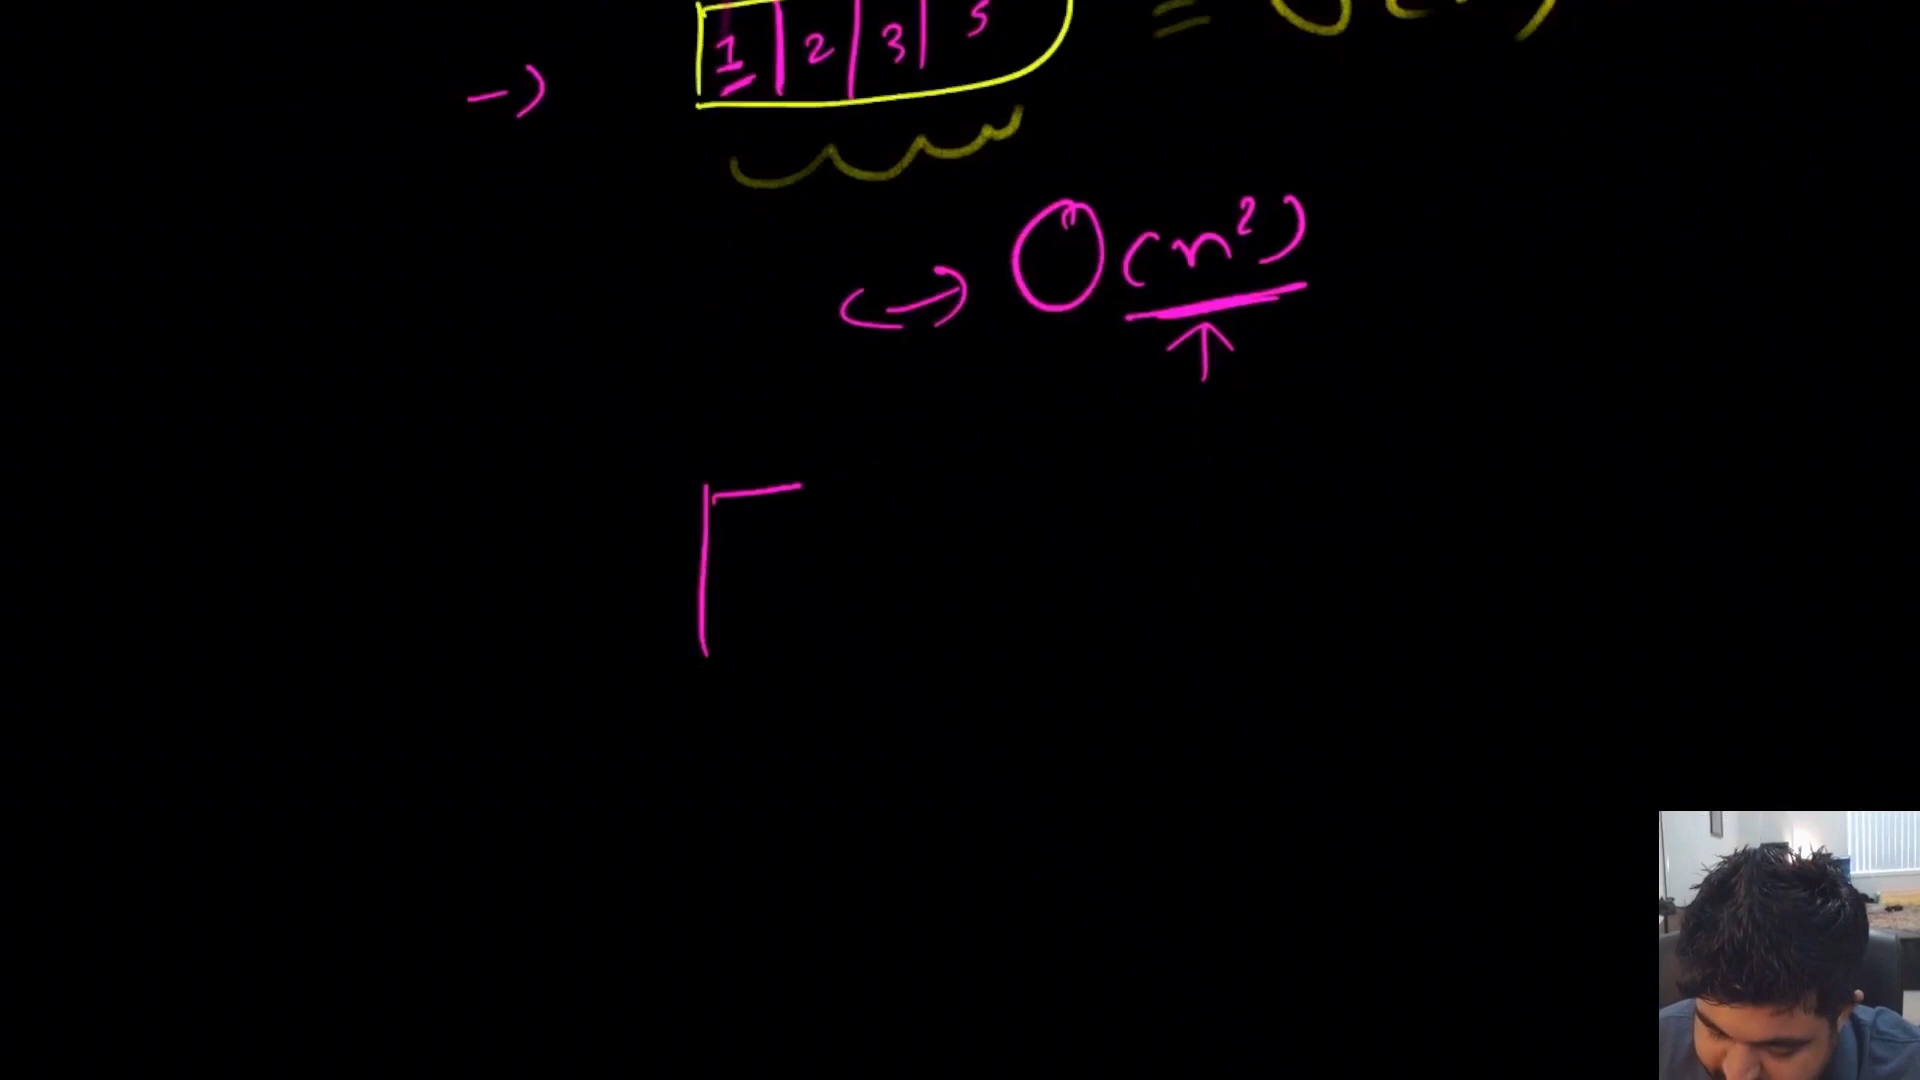 → 1 | 2 | 3 | 5 =
↔ O(n²)